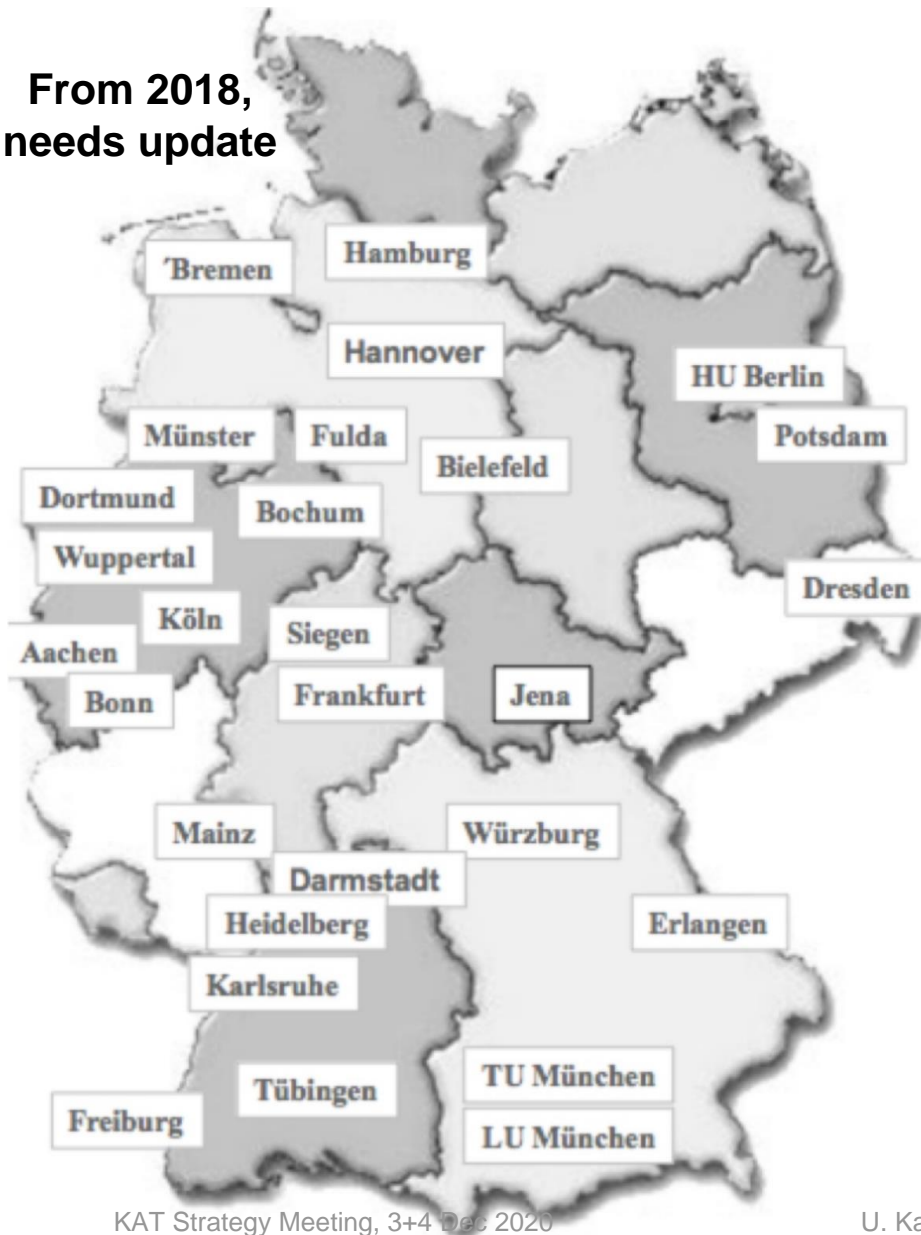 From 2018,
needs update
Hamburg
'Bremen
Hannover
HU Berlin
Münster
Fulda
Potsdam
Bielefeld
Dortmund
Bochum
Wuppertal
Dresden
Köln
Siegen
Aachen
Frankfurt
Jena
Bonn
Mainz
Würzburg
Darmstadt
Heidelberg
Erlangen
Karlsruhe
TU München
Tübingen
Freiburg
LU München
KAT Strategy Meeting, 3+4 Dec 2020
U. Ka